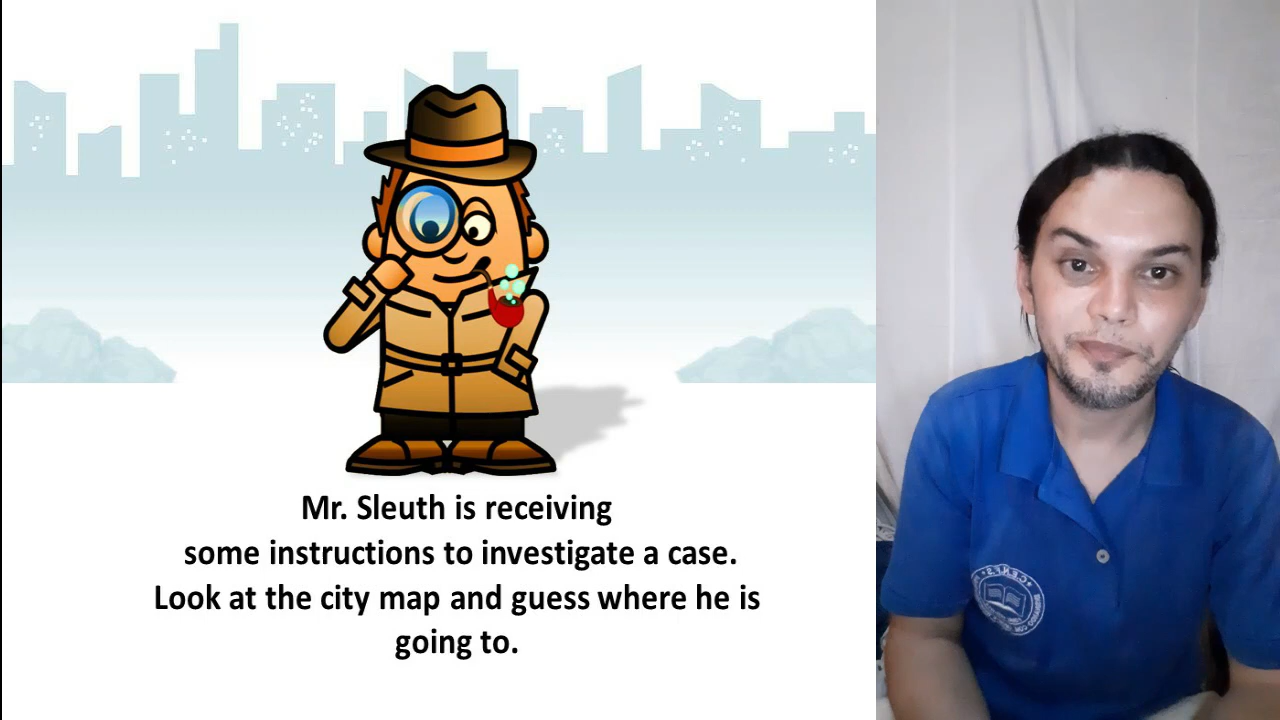 Mr. Sleuth is receiving
some instructions to investigate a case.
Look at the city map and guess where he is
going to.